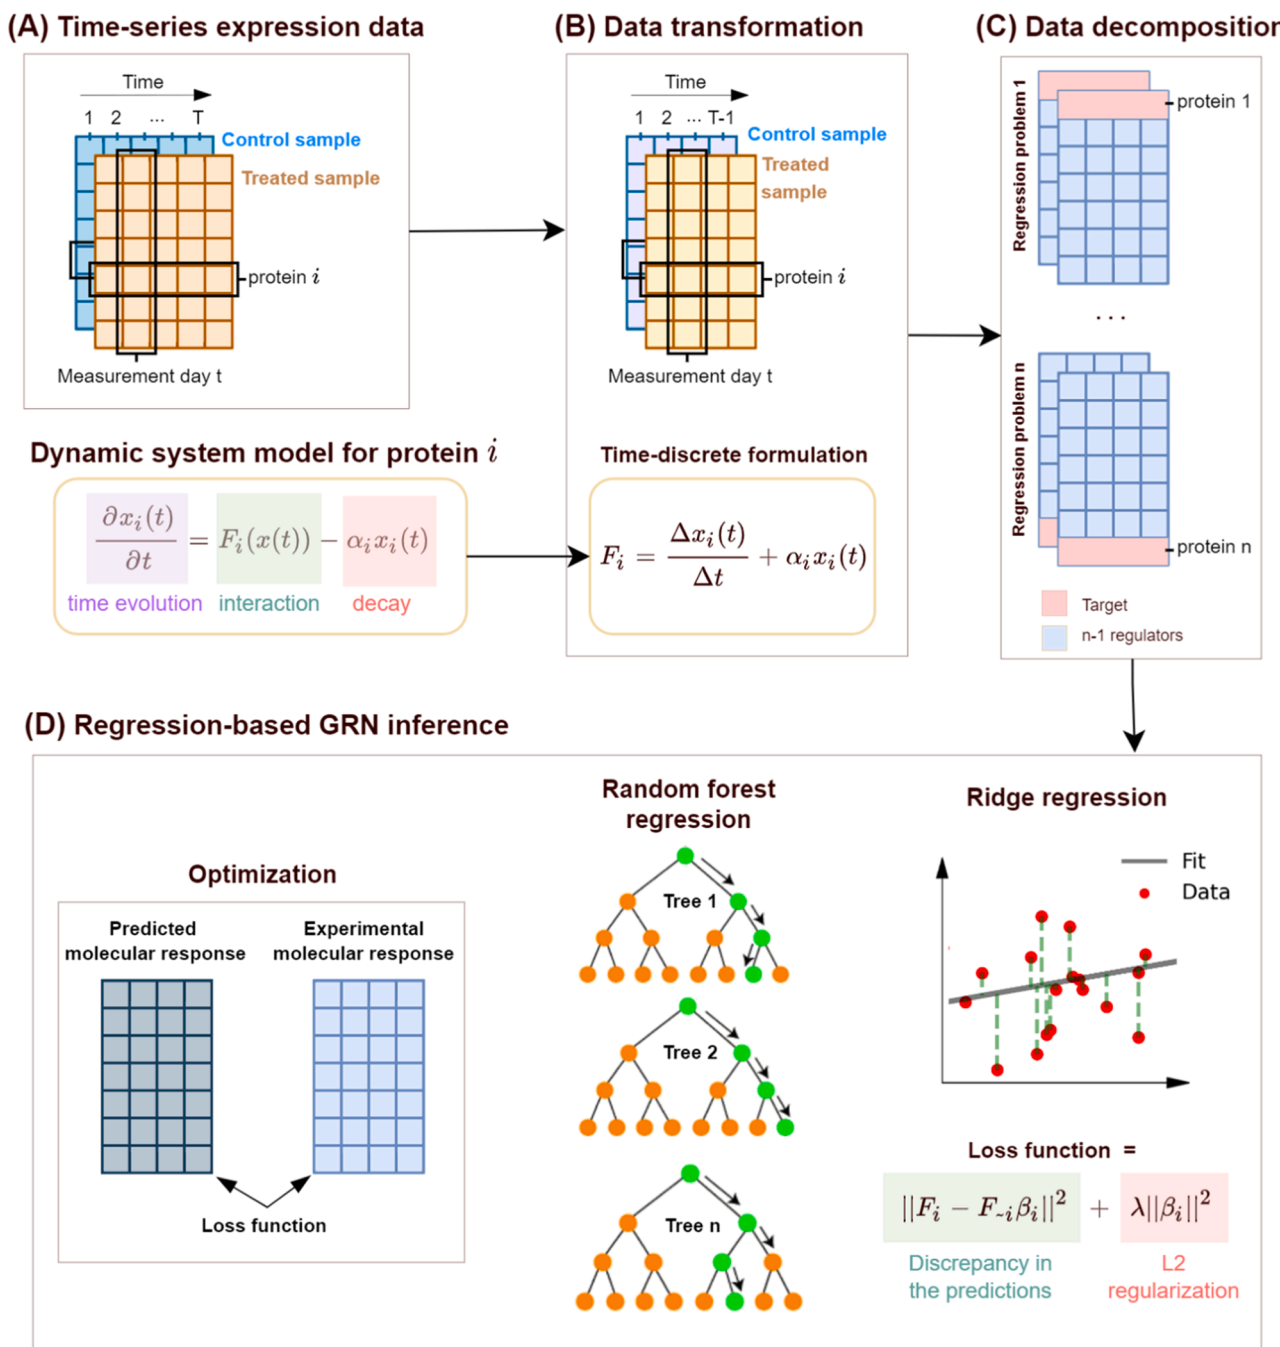 (A) Time-series expression data
Time
1 2 ... T
Control sample
Treated sample
protein i
Measurement day t
Dynamic system model for protein i
∂x_i(t)/∂t = F_i(x(t)) − α_i x_i(t)
time evolution interaction decay
(B) Data transformation
Time
1 2 ... T-1
Control sample
Treated
sample
protein i
Measurement day t
Time-discrete formulation
F_i = Δx_i(t)/Δt + α_i x_i(t)
(C) Data decomposition
Regression problem 1
protein 1
...
Regression problem n
protein n
Target
n-1 regulators
(D) Regression-based GRN inference
Optimization
Predicted
molecular response
Experimental
molecular response
Loss function
Random forest
regression
Tree 1
Tree 2
Tree n
Ridge regression
Fit
Data
Loss function =
||F_i − F_~i β_i||² + λ||β_i||²
Discrepancy in
the predictions
L2
regularization